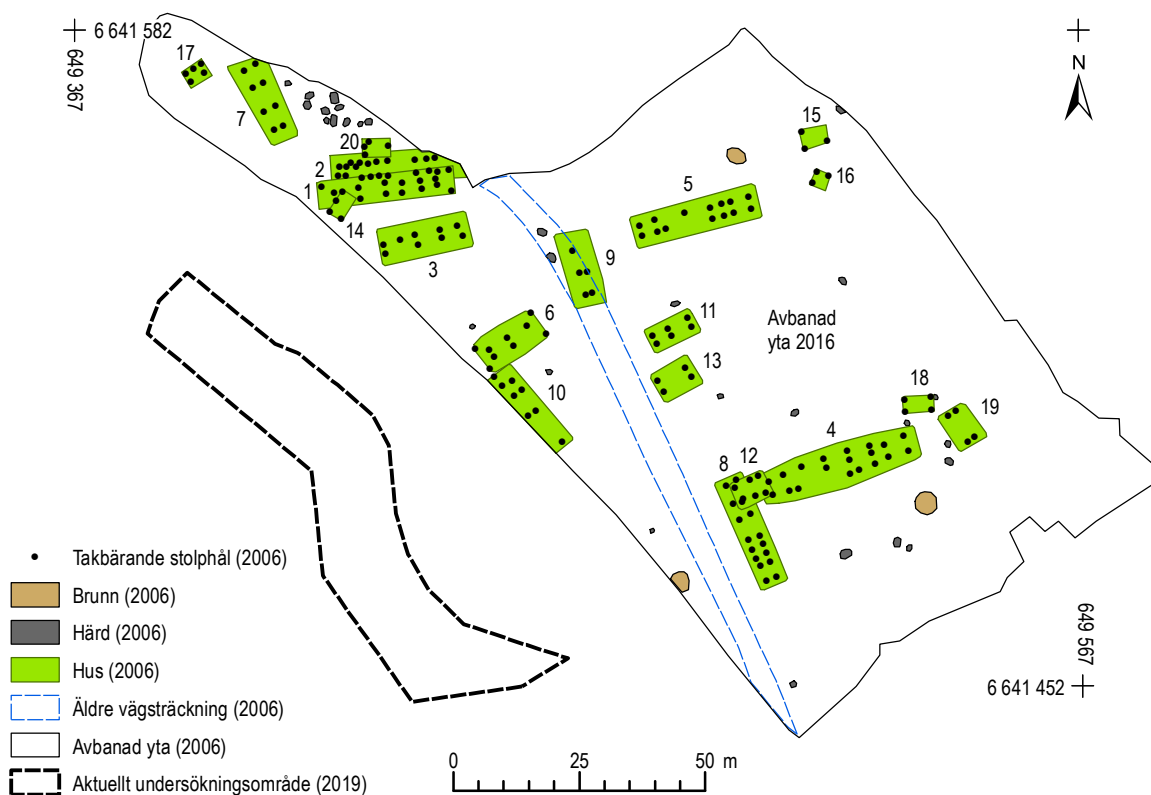 6 641 582
649 367
N
17
7
20
2
1
14
3
15
16
5
9
6
11
13
10
Avbanad
yta 2016
18
19
4
8
12
Takbärande stolphål (2006)
Brunn (2006)
Härd (2006)
Hus (2006)
Äldre vägsträckning (2006)
Avbanad yta (2006)
Aktuellt undersökningsområde (2019)
649 567
6 641 452
0
25
50 m